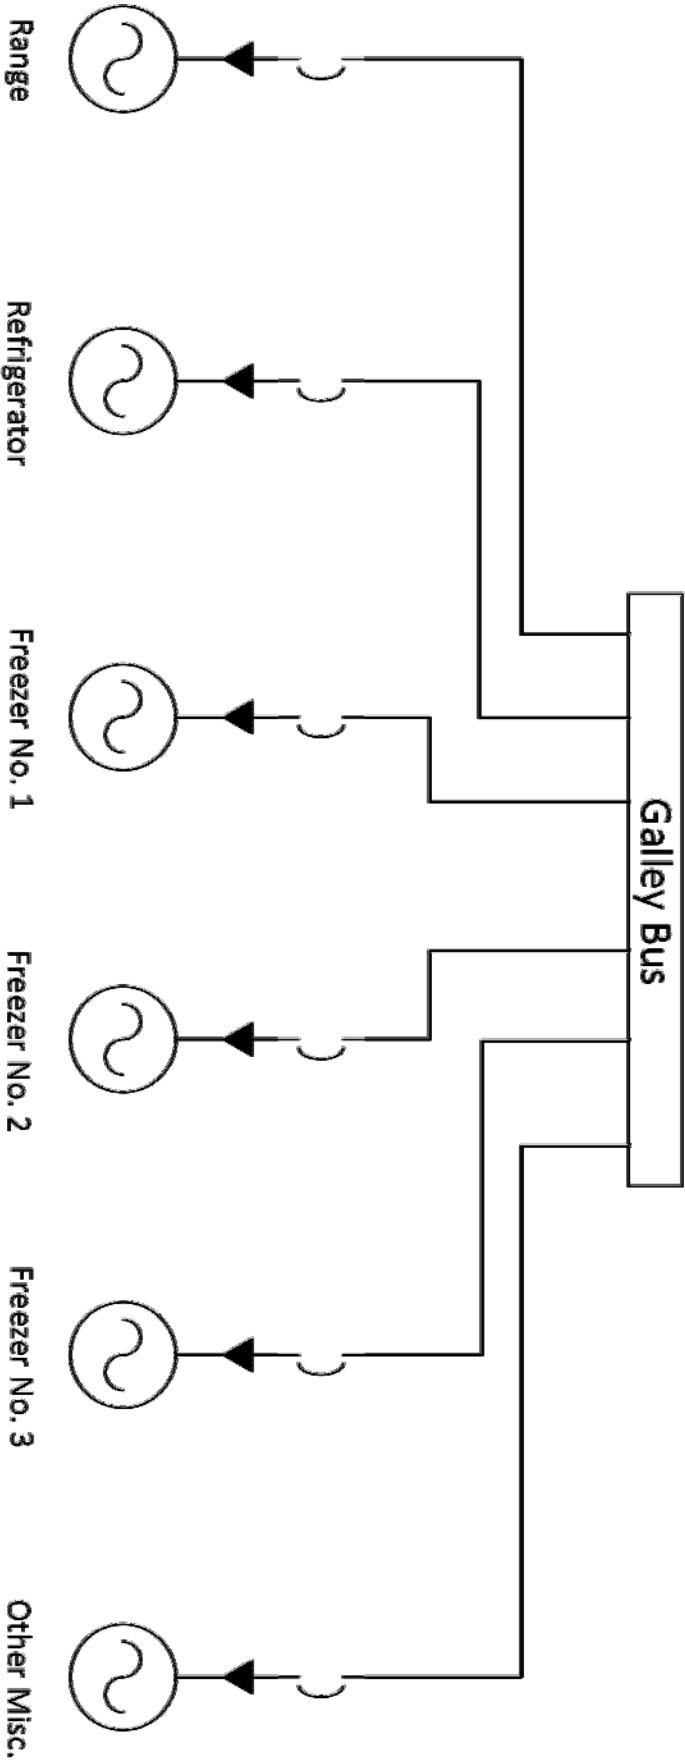 Galley Bus
Range
Refrigerator
Freezer No. 1
Freezer No. 2
Freezer No. 3
Other Misc.